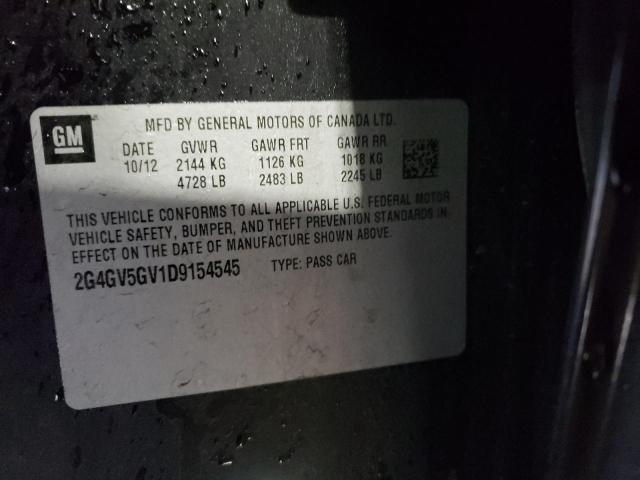 GM
MFD BY GENERAL MOTORS OF CANADA LTD.
DATE GVWR GAWR FRT GAWR RR
10/12 2144 KG 1126 KG 1018 KG
4728 LB 2483 LB 2245 LB
THIS VEHICLE CONFORMS TO ALL APPLICABLE U.S. FEDERAL MOTOR
VEHICLE SAFETY, BUMPER, AND THEFT PREVENTION STANDARDS IN
EFFECT ON THE DATE OF MANUFACTURE SHOWN ABOVE.
2G4GV5GV1D9154545 TYPE: PASS CAR